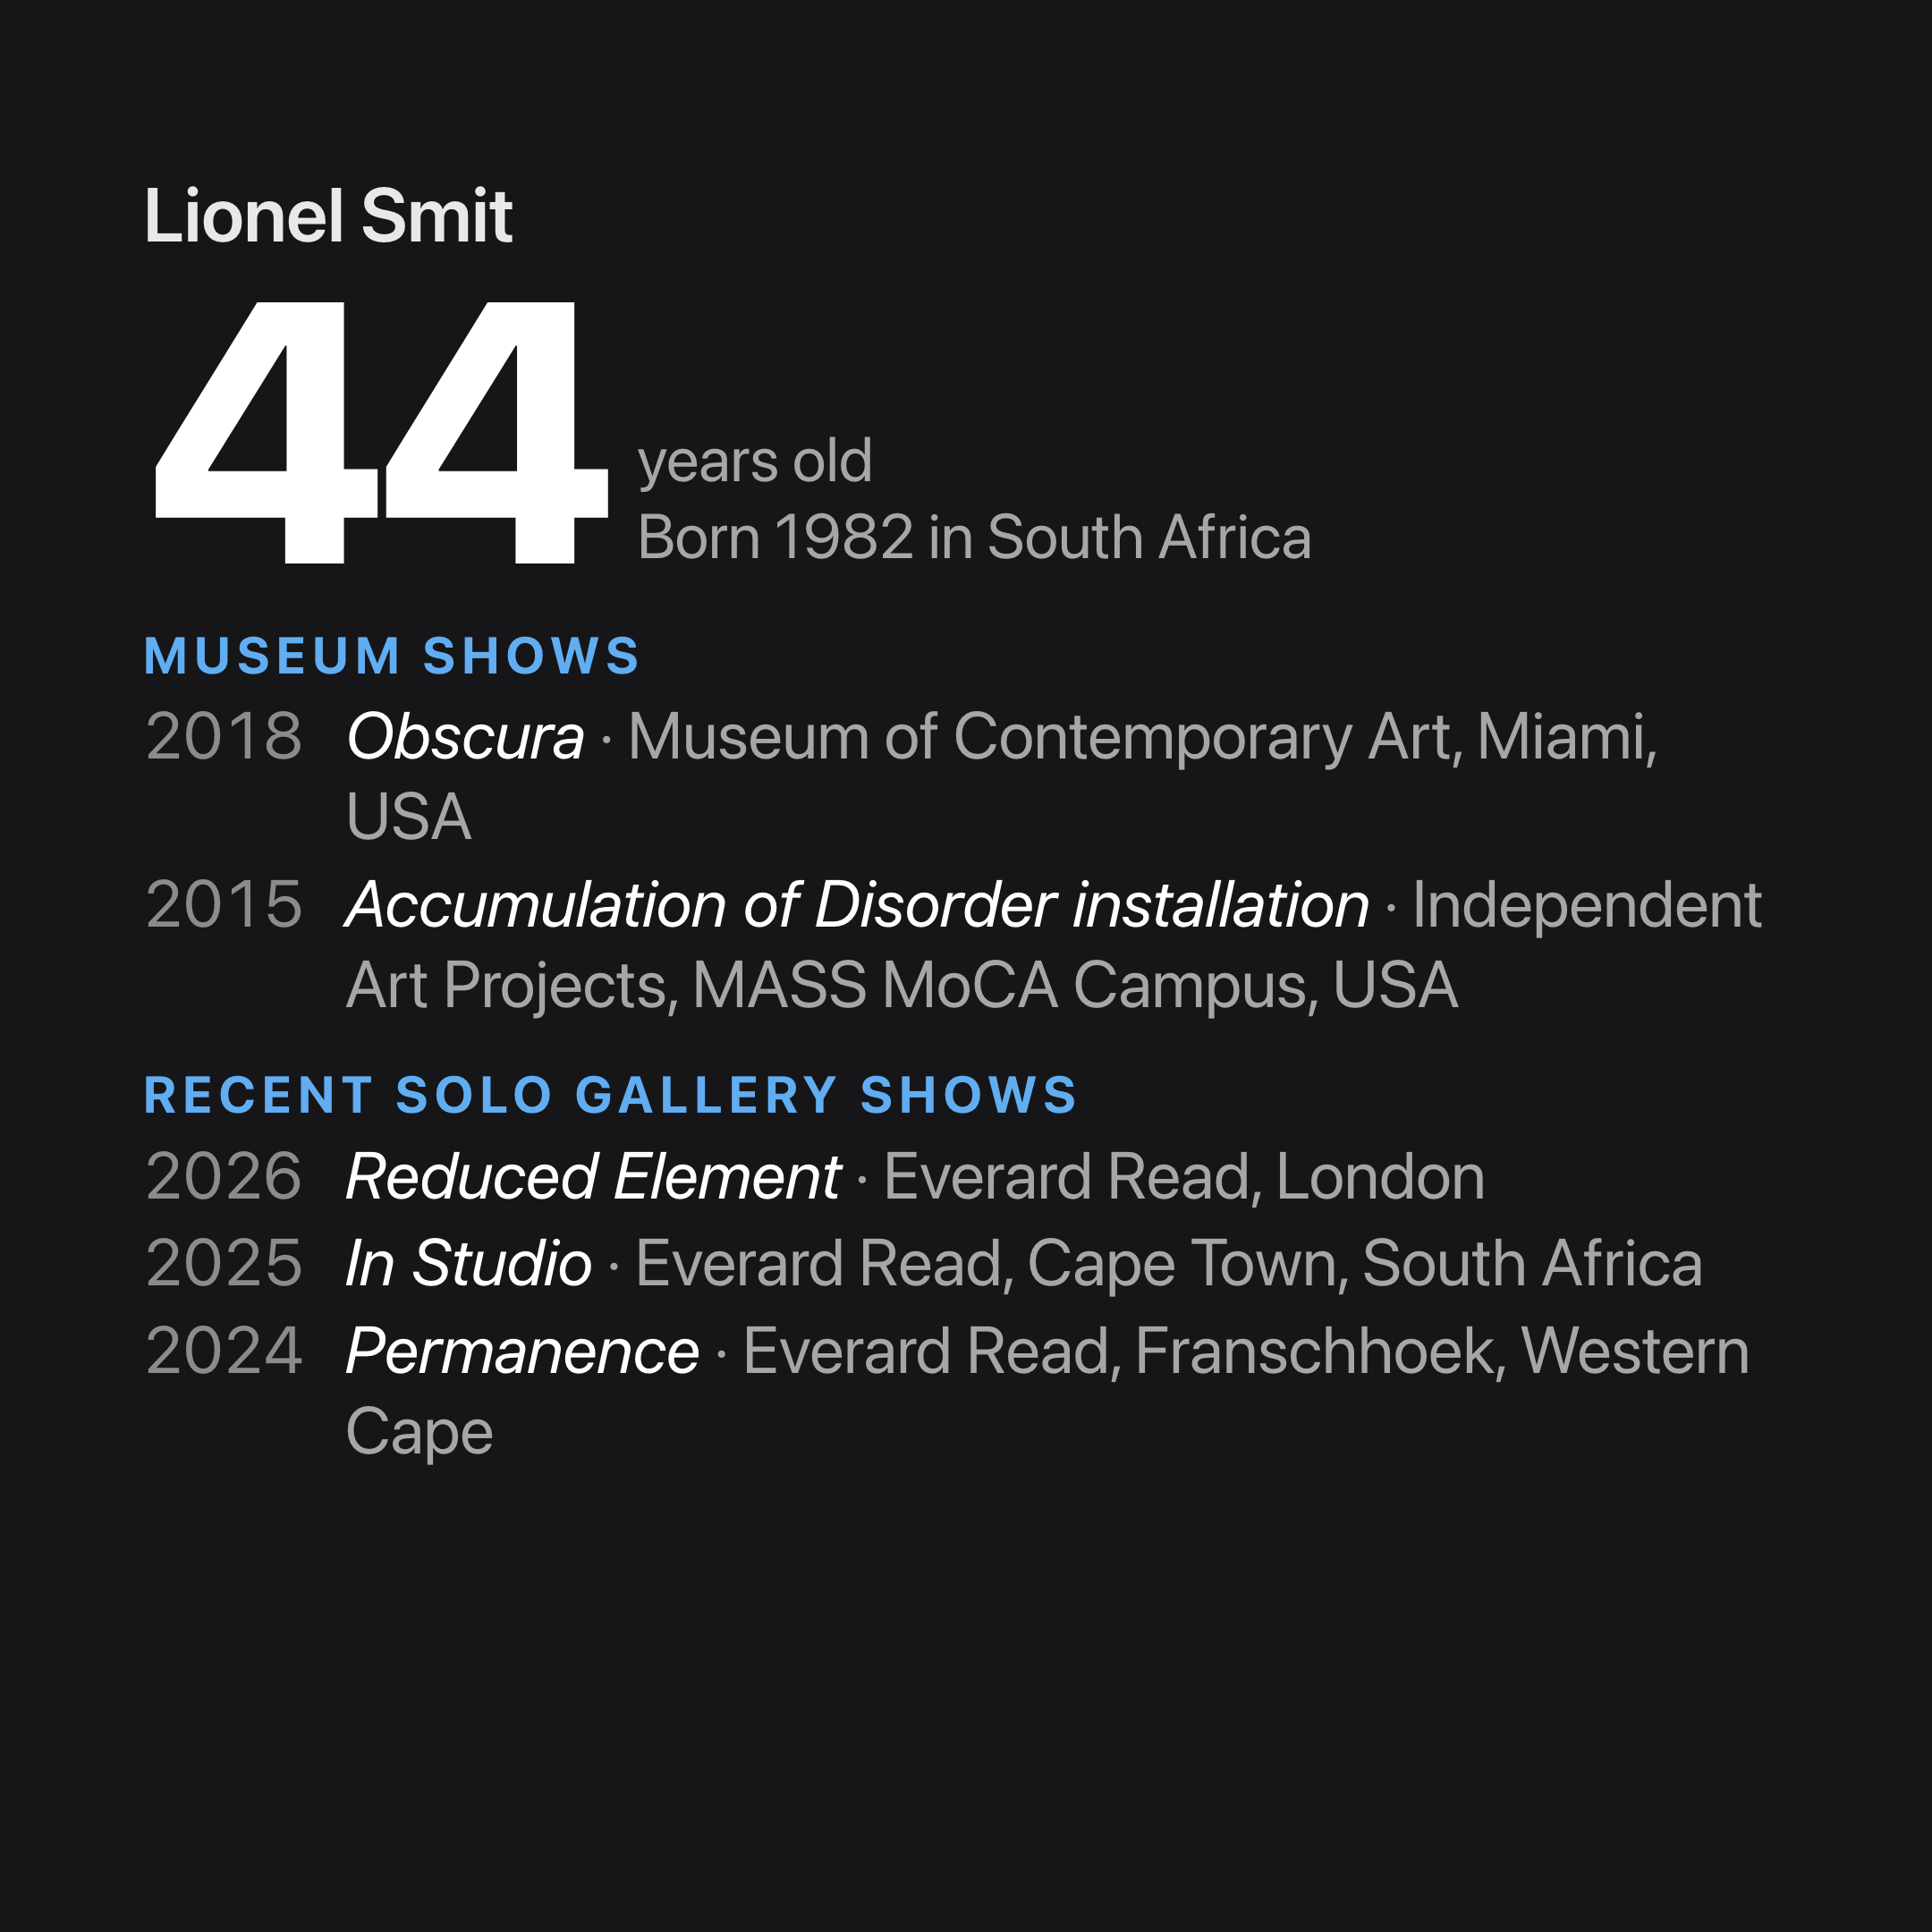 Lionel Smit
44 years old
Born 1982 in South Africa
MUSEUM SHOWS
2018 Obscura · Museum of Contemporary Art, Miami,
USA
2015 Accumulation of Disorder installation · Independent
Art Projects, MASS MoCA Campus, USA
RECENT SOLO GALLERY SHOWS
2026 Reduced Element · Everard Read, London
2025 In Studio · Everard Read, Cape Town, South Africa
2024 Permanence · Everard Read, Franschhoek, Western
Cape